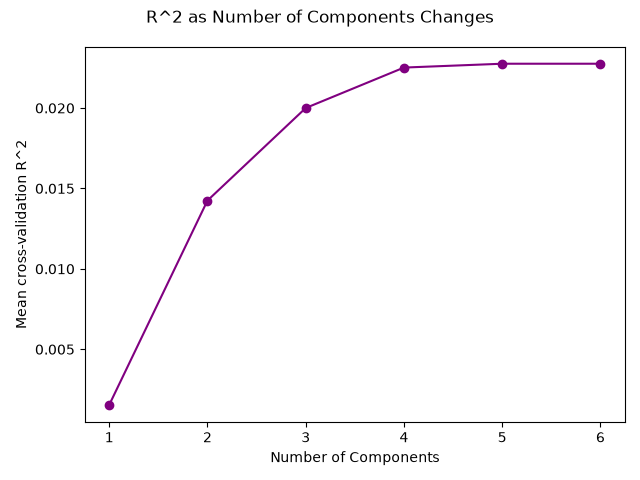 R^2 as Number of Components Changes
Mean cross-validation R^2
0.020
0.015
0.010
0.005
1 2 3 4 5 6
Number of Components